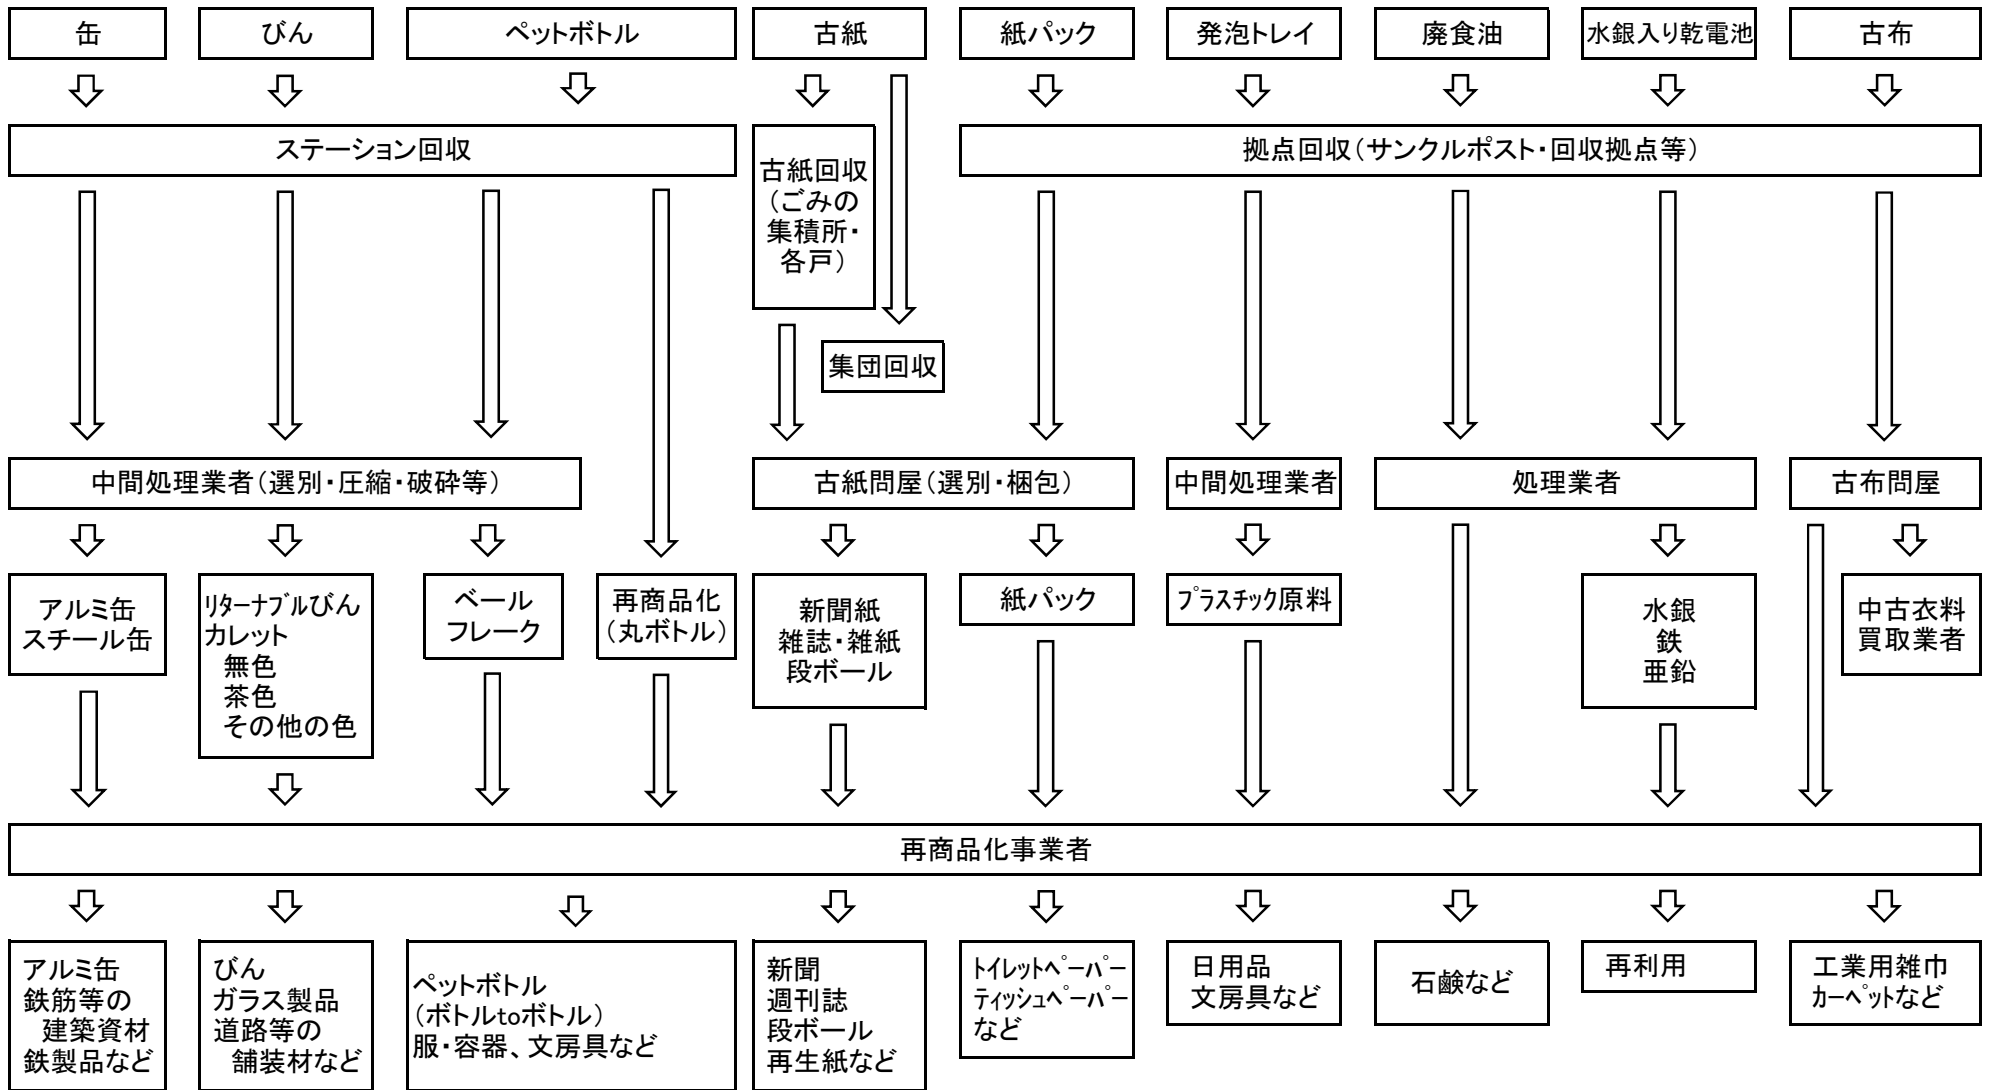 缶
びん
ペットボトル
古紙
紙パック
発泡トレイ
廃食油
水銀入り乾電池
古布
ステーション回収
古紙回収
(ごみの
集積所・
各戸)
拠点回収(サンクルポスト・回収拠点等)
集団回収
中間処理業者(選別・圧縮・破砕等)
古紙問屋(選別・梱包)
中間処理業者
処理業者
古布問屋
アルミ缶
スチール缶
リターナブルびん
カレット
無色
茶色
その他の色
ベール
フレーク
再商品化
(丸ボトル)
新聞紙
雑誌・雑紙
段ボール
紙パック
プラスチック原料
水銀
鉄
亜鉛
中古衣料
買取業者
再商品化事業者
アルミ缶
鉄筋等の
建築資材
鉄製品など
びん
ガラス製品
道路等の
舗装材など
ペットボトル
(ボトルtoボトル)
服・容器、文房具など
新聞
週刊誌
段ボール
再生紙など
トイレットペーパー
ティッシュペーパー
など
日用品
文房具など
石鹸など
再利用
工業用雑巾
カーペットなど